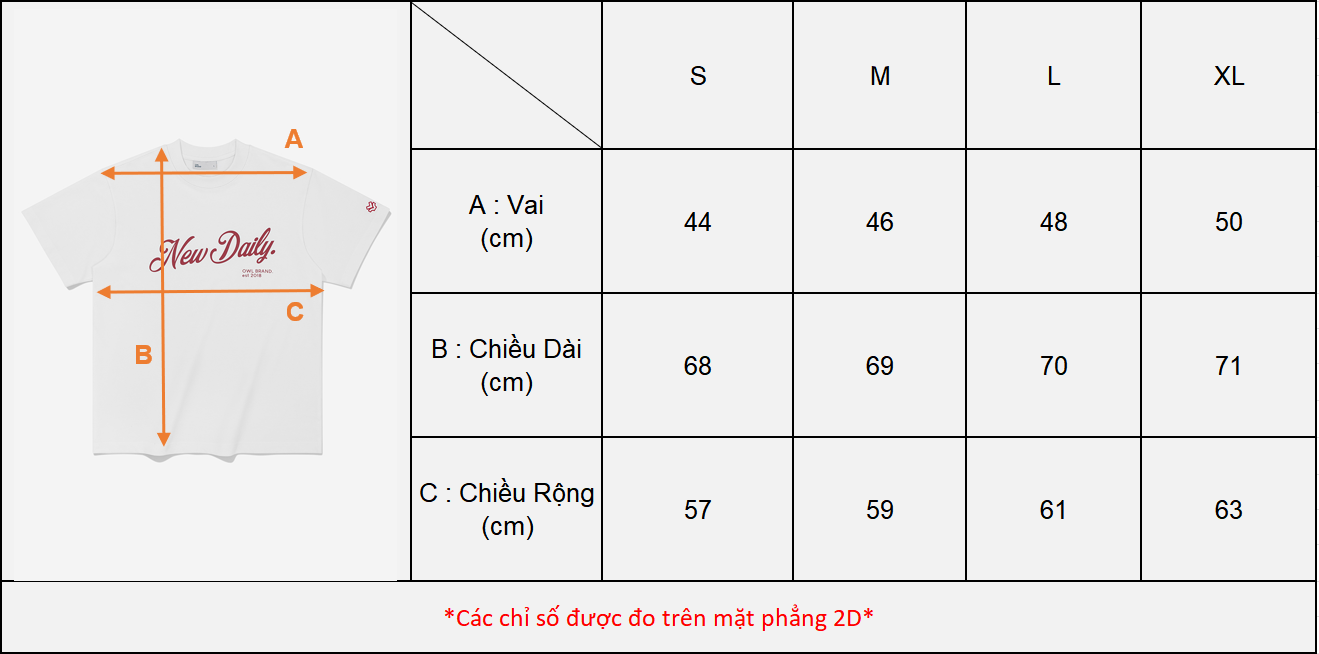 S M L XL
A
A : Vai
(cm)
44 46 48 50
New Daily.
OWL BRAND.
est 2018
C
B
B : Chiều Dài
(cm)
68 69 70 71
C : Chiều Rộng
(cm)
57 59 61 63
*Các chỉ số được đo trên mặt phẳng 2D*